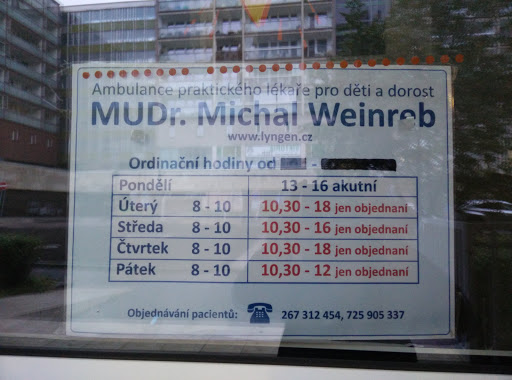 Ambulance praktického lékaře pro děti a dorost
MUDr. Michal Weinreb
www.lyngen.cz
Ordinační hodiny od -
Pondělí 13 - 16 akutní
Úterý 8 - 10 10,30 - 18 jen objednaní
Středa 8 - 10 10,30 - 16 jen objednaní
Čtvrtek 8 - 10 10,30 - 18 jen objednaní
Pátek 8 - 10 10,30 - 12 jen objednaní
Objednávání pacientů: 267 312 454, 725 905 337